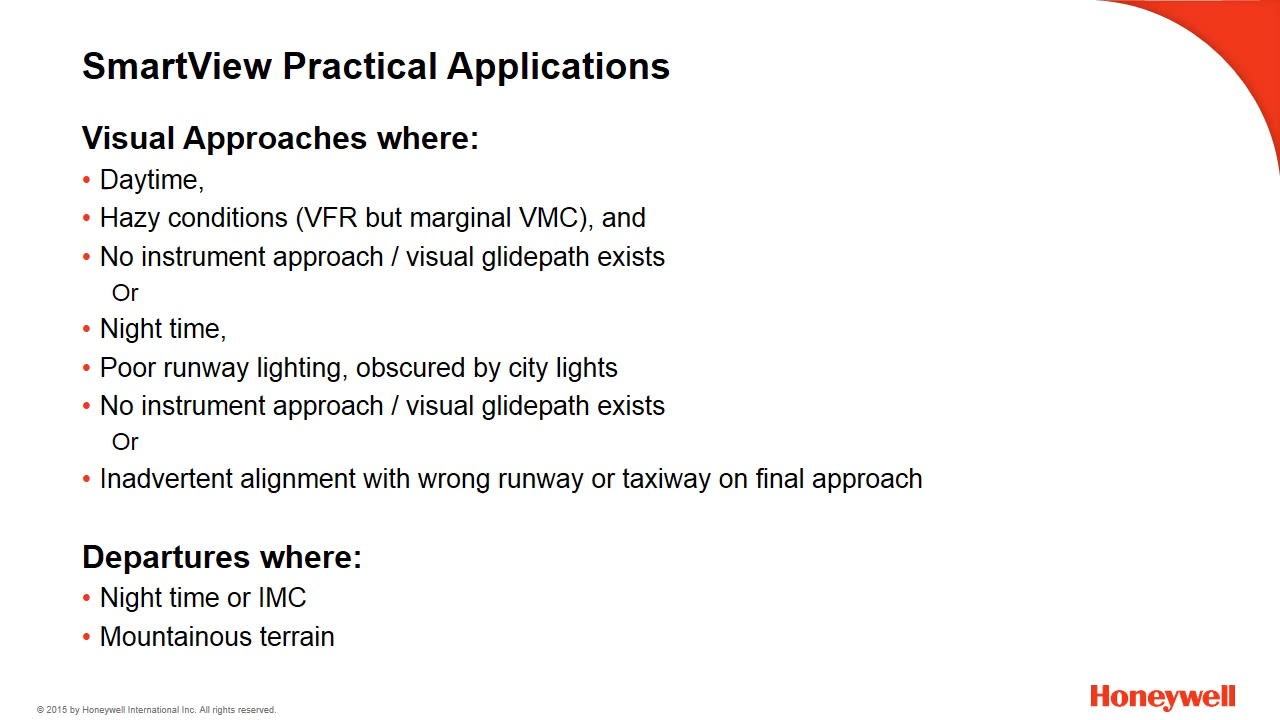 SmartView Practical Applications
Visual Approaches where:
• Daytime,
• Hazy conditions (VFR but marginal VMC), and
• No instrument approach / visual glidepath exists
Or
• Night time,
• Poor runway lighting, obscured by city lights
• No instrument approach / visual glidepath exists
Or
• Inadvertent alignment with wrong runway or taxiway on final approach
Departures where:
• Night time or IMC
• Mountainous terrain
© 2015 by Honeywell International Inc. All rights reserved.
Honeywell